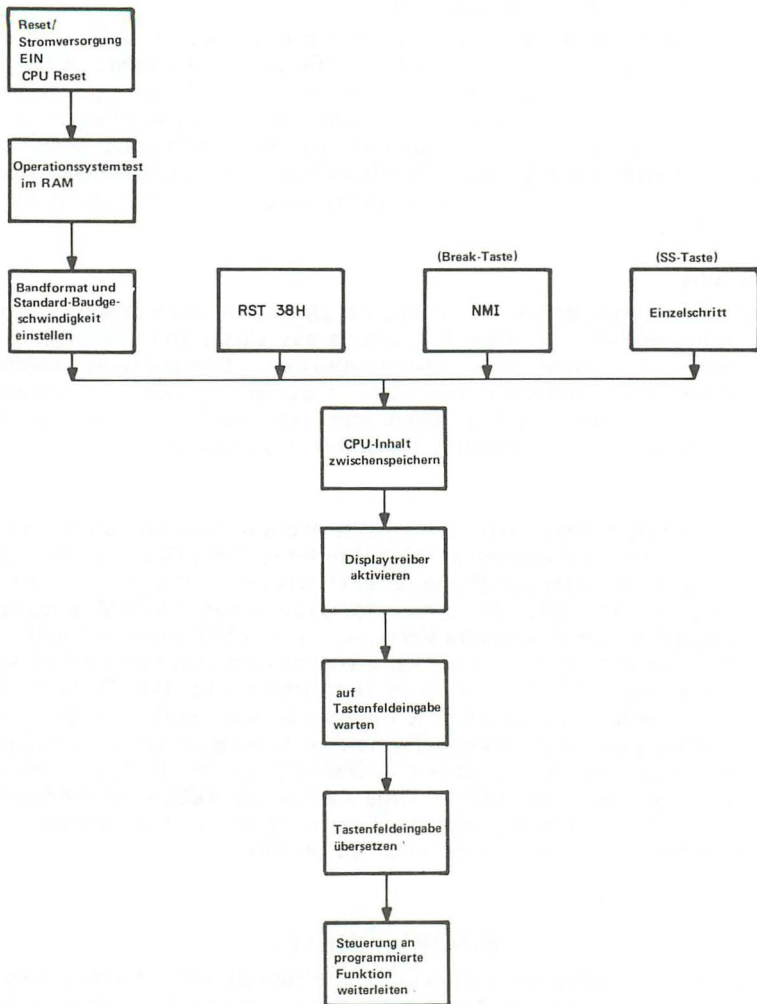 Reset/
Stromversorgung
EIN
CPU Reset
Operationssystemtest
im RAM
Bandformat und
Standard-Baudge-
schwindigkeit
einstellen
RST 38H
(Break-Taste)
NMI
(SS-Taste)
Einzelschritt
CPU-Inhalt
zwischenspeichern
Displaytreiber
aktivieren
auf
Tastenfeldeingabe
warten
Tastenfeldeingabe
übersetzen
Steuerung an
programmierte
Funktion
weiterleiten